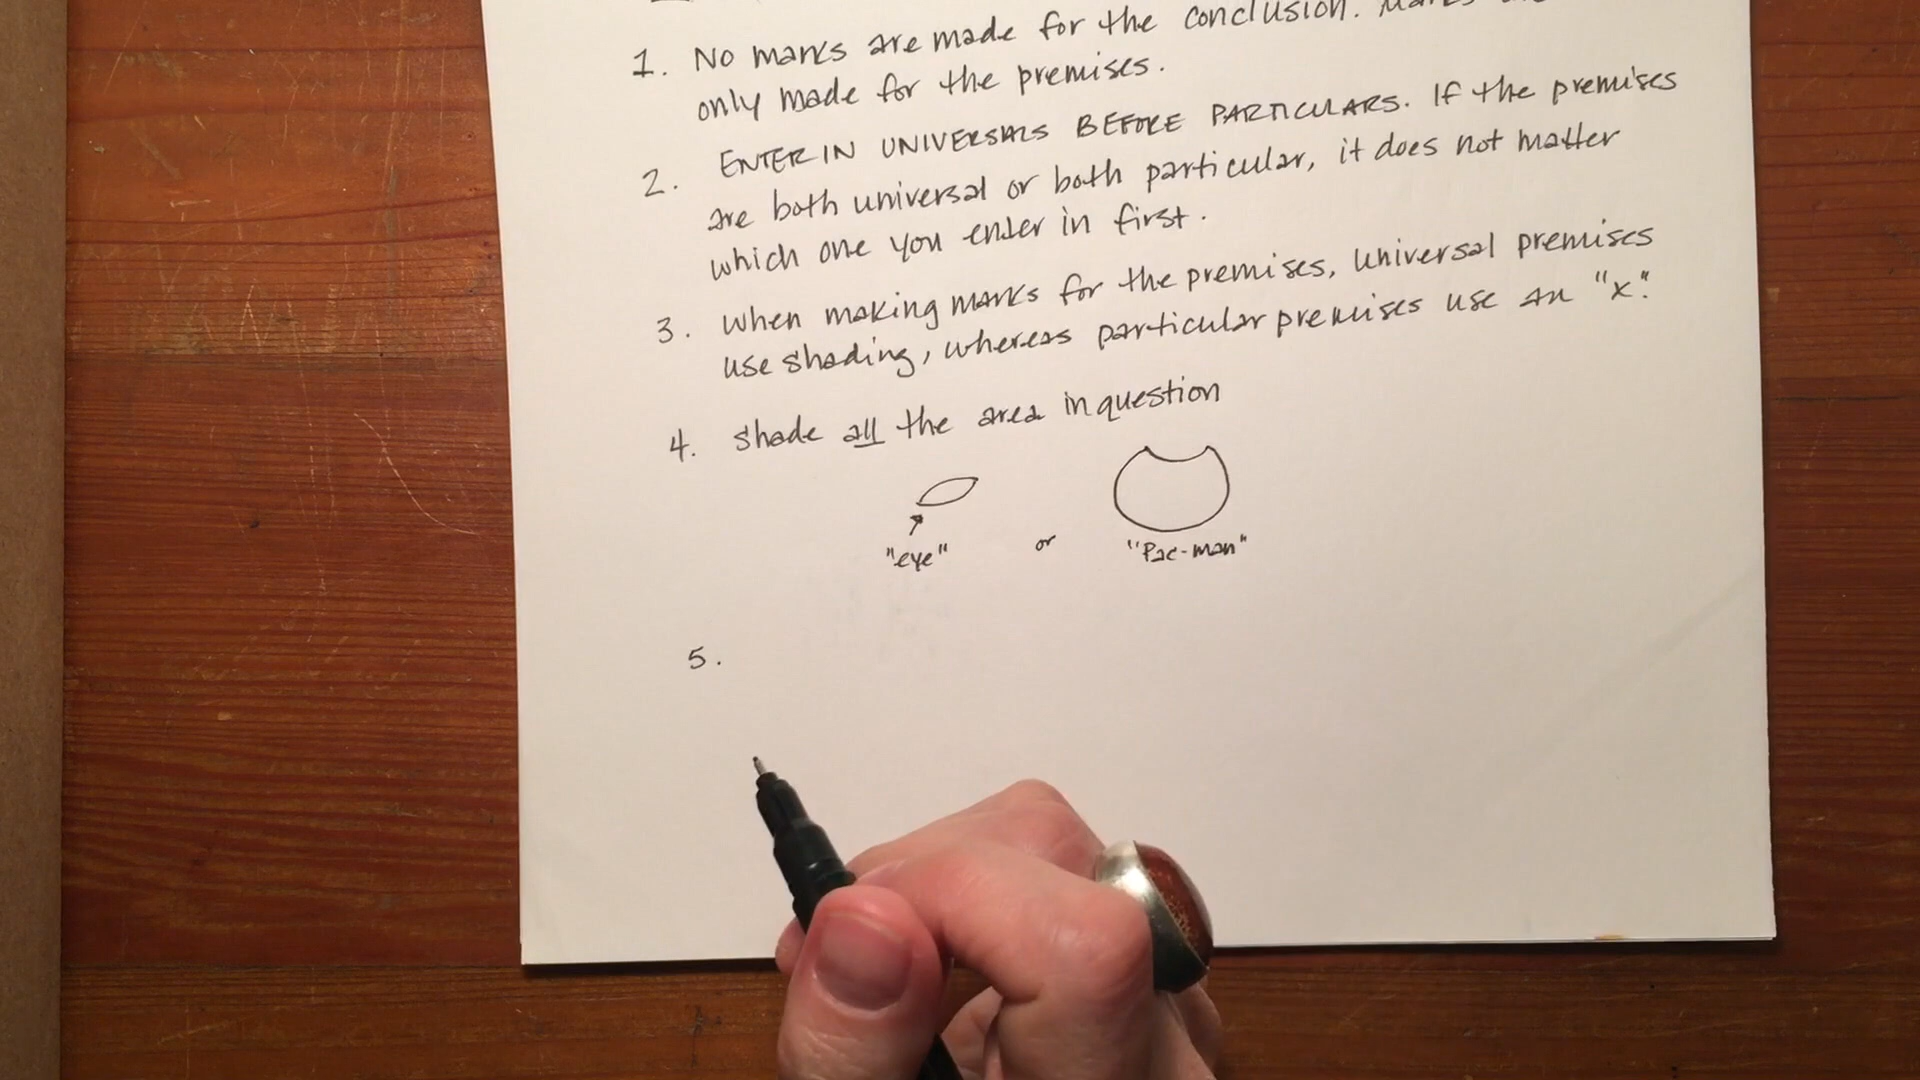 1. No marks are made for the conclusion.
only made for the premises.
2. ENTER IN UNIVERSALS BEFORE PARTICULARS. If the premises
are both universal or both particular, it does not matter
which one you enter in first.
3. When making marks for the premises, universal premises
use shading, whereas particular premises use an "x".
4. Shade all the area in question
"eye" or "Pac-man"
5.